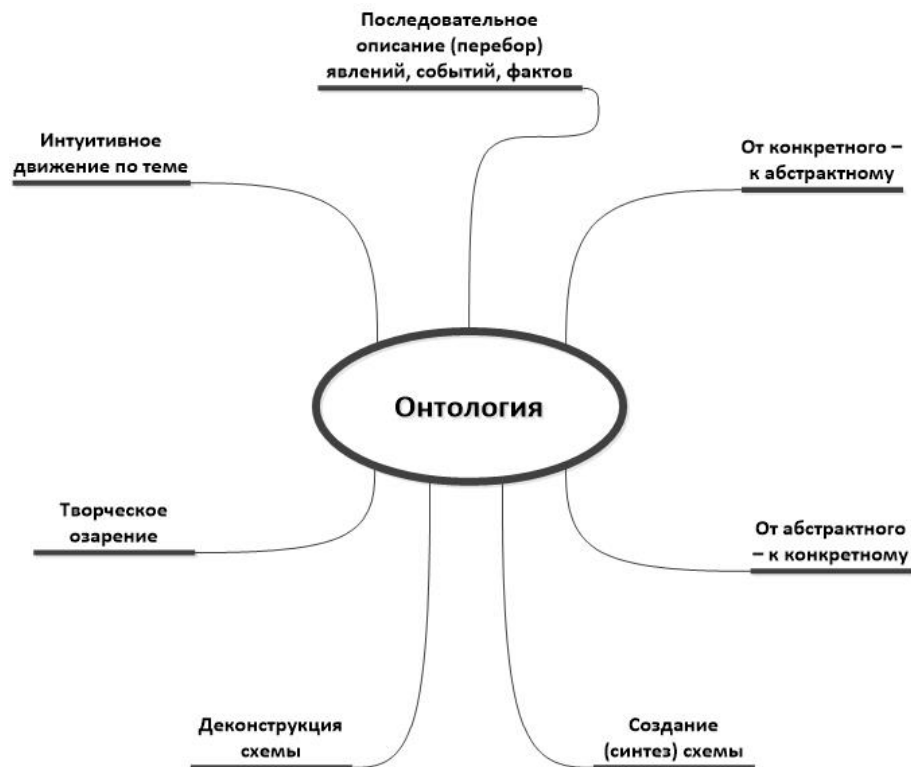 Последовательное
описание (перебор)
явлений, событий, фактов
Интуитивное
движение по теме
От конкретного –
к абстрактному
Онтология
Творческое
озарение
От абстрактного
– к конкретному
Деконструкция
схемы
Создание
(синтез) схемы